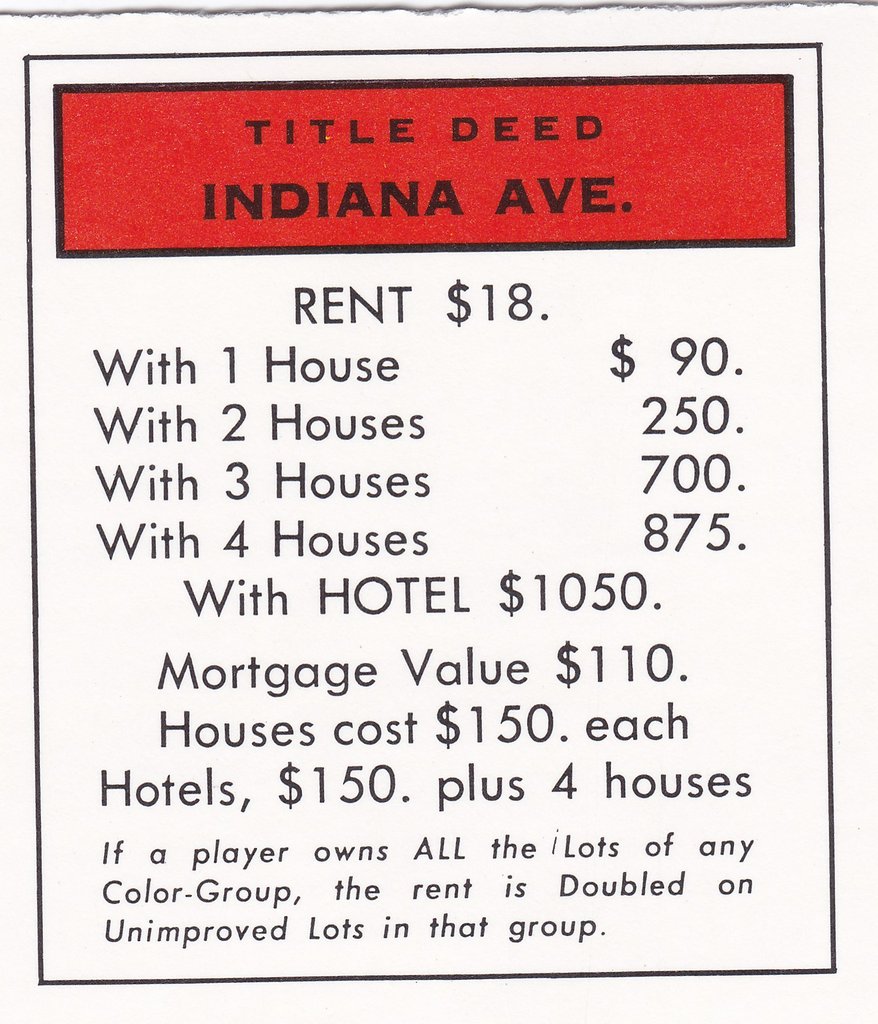 TITLE DEED
INDIANA AVE.
RENT $18.
With 1 House $ 90.
With 2 Houses 250.
With 3 Houses 700.
With 4 Houses 875.
With HOTEL $1050.
Mortgage Value $110.
Houses cost $150. each
Hotels, $150. plus 4 houses
If a player owns ALL the Lots of any
Color-Group, the rent is Doubled on
Unimproved Lots in that group.